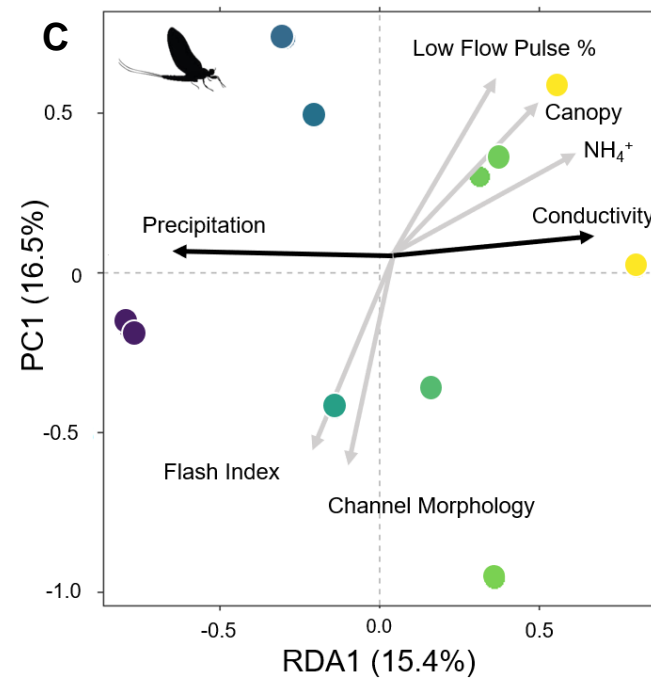 C
Low Flow Pulse %
Canopy
NH₄⁺
Precipitation
Conductivity
Flash Index
Channel Morphology
PC1 (16.5%)
0.5
0
-0.5
-1.0
-0.5
0.0
0.5
RDA1 (15.4%)